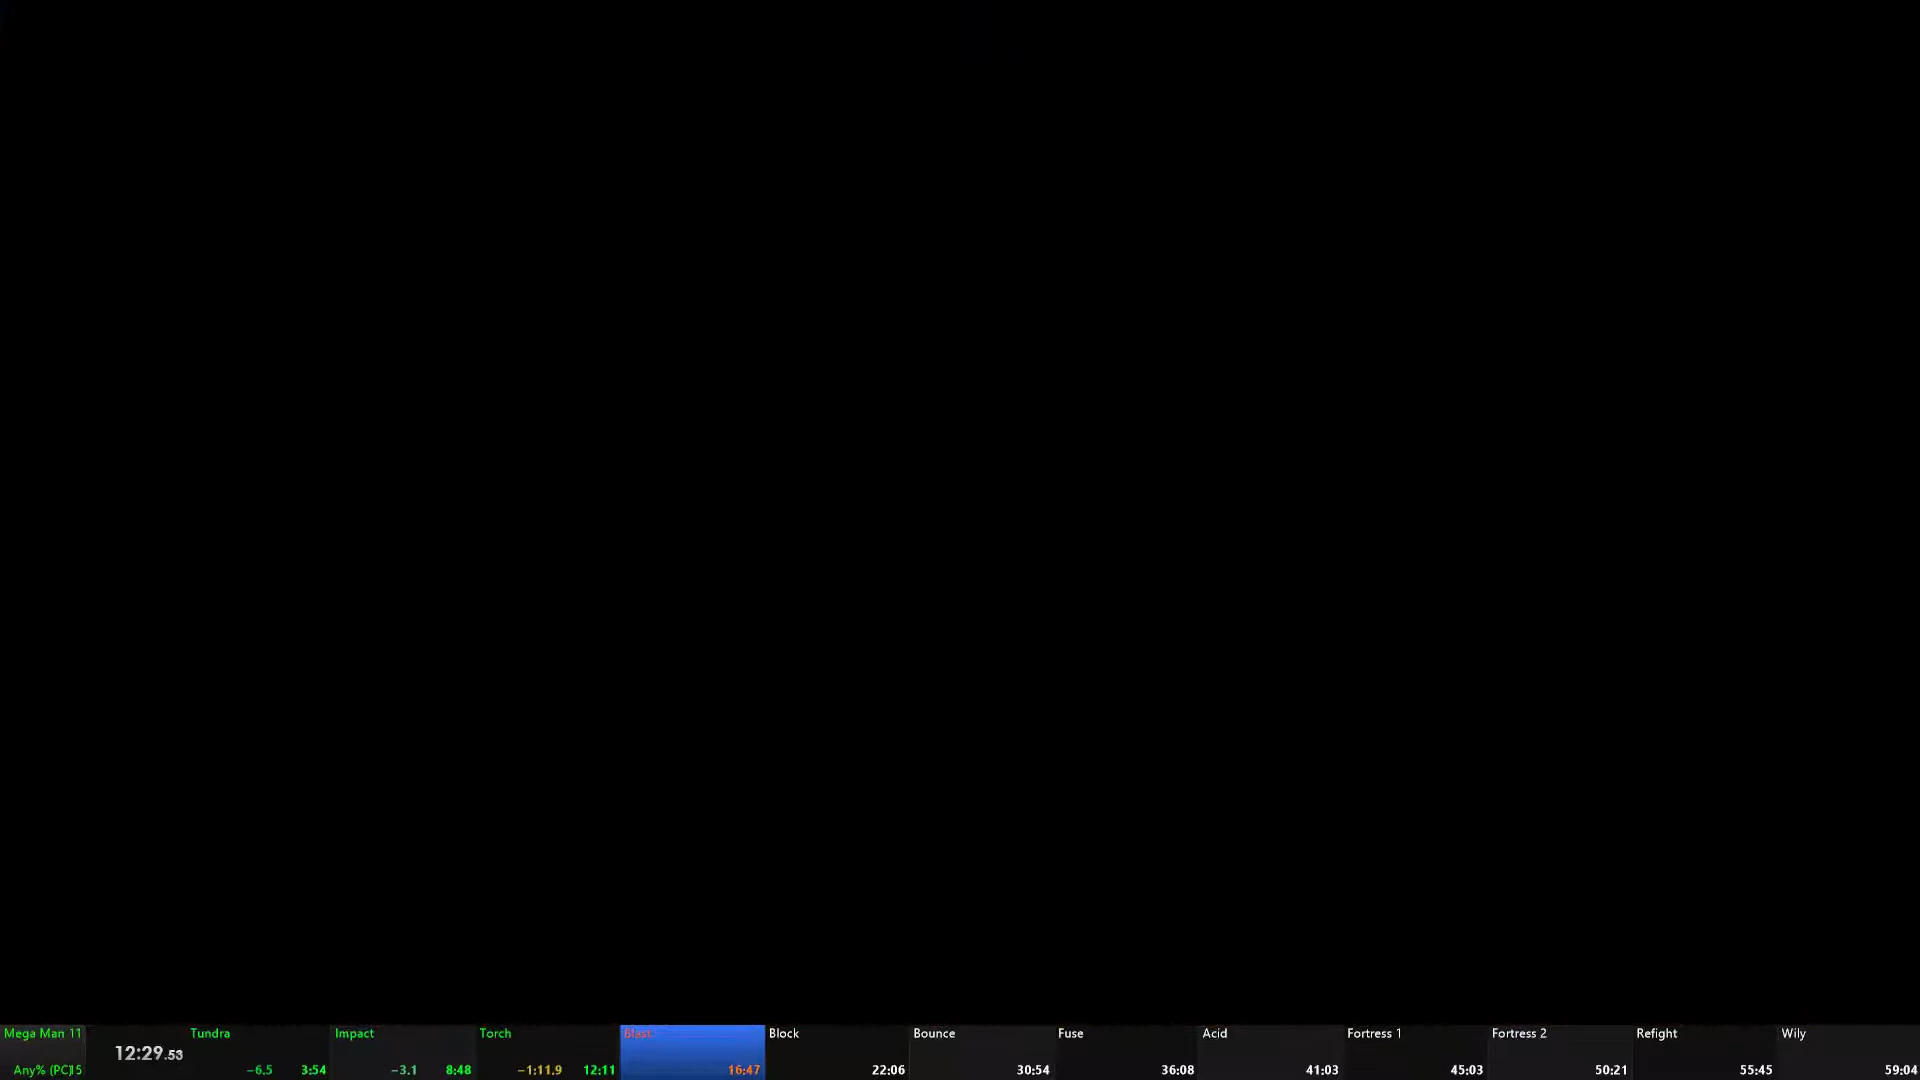 Mega Man 11
Any% (PC)15
12:29.53
Tundra
−6.5 3:54
Impact
−3.1 8:48
Torch
−1:11.9 12:11
Blast
16:47
Block
22:06
Bounce
30:54
Fuse
36:08
Acid
41:03
Fortress 1
45:03
Fortress 2
50:21
Refight
55:45
Wily
59:04